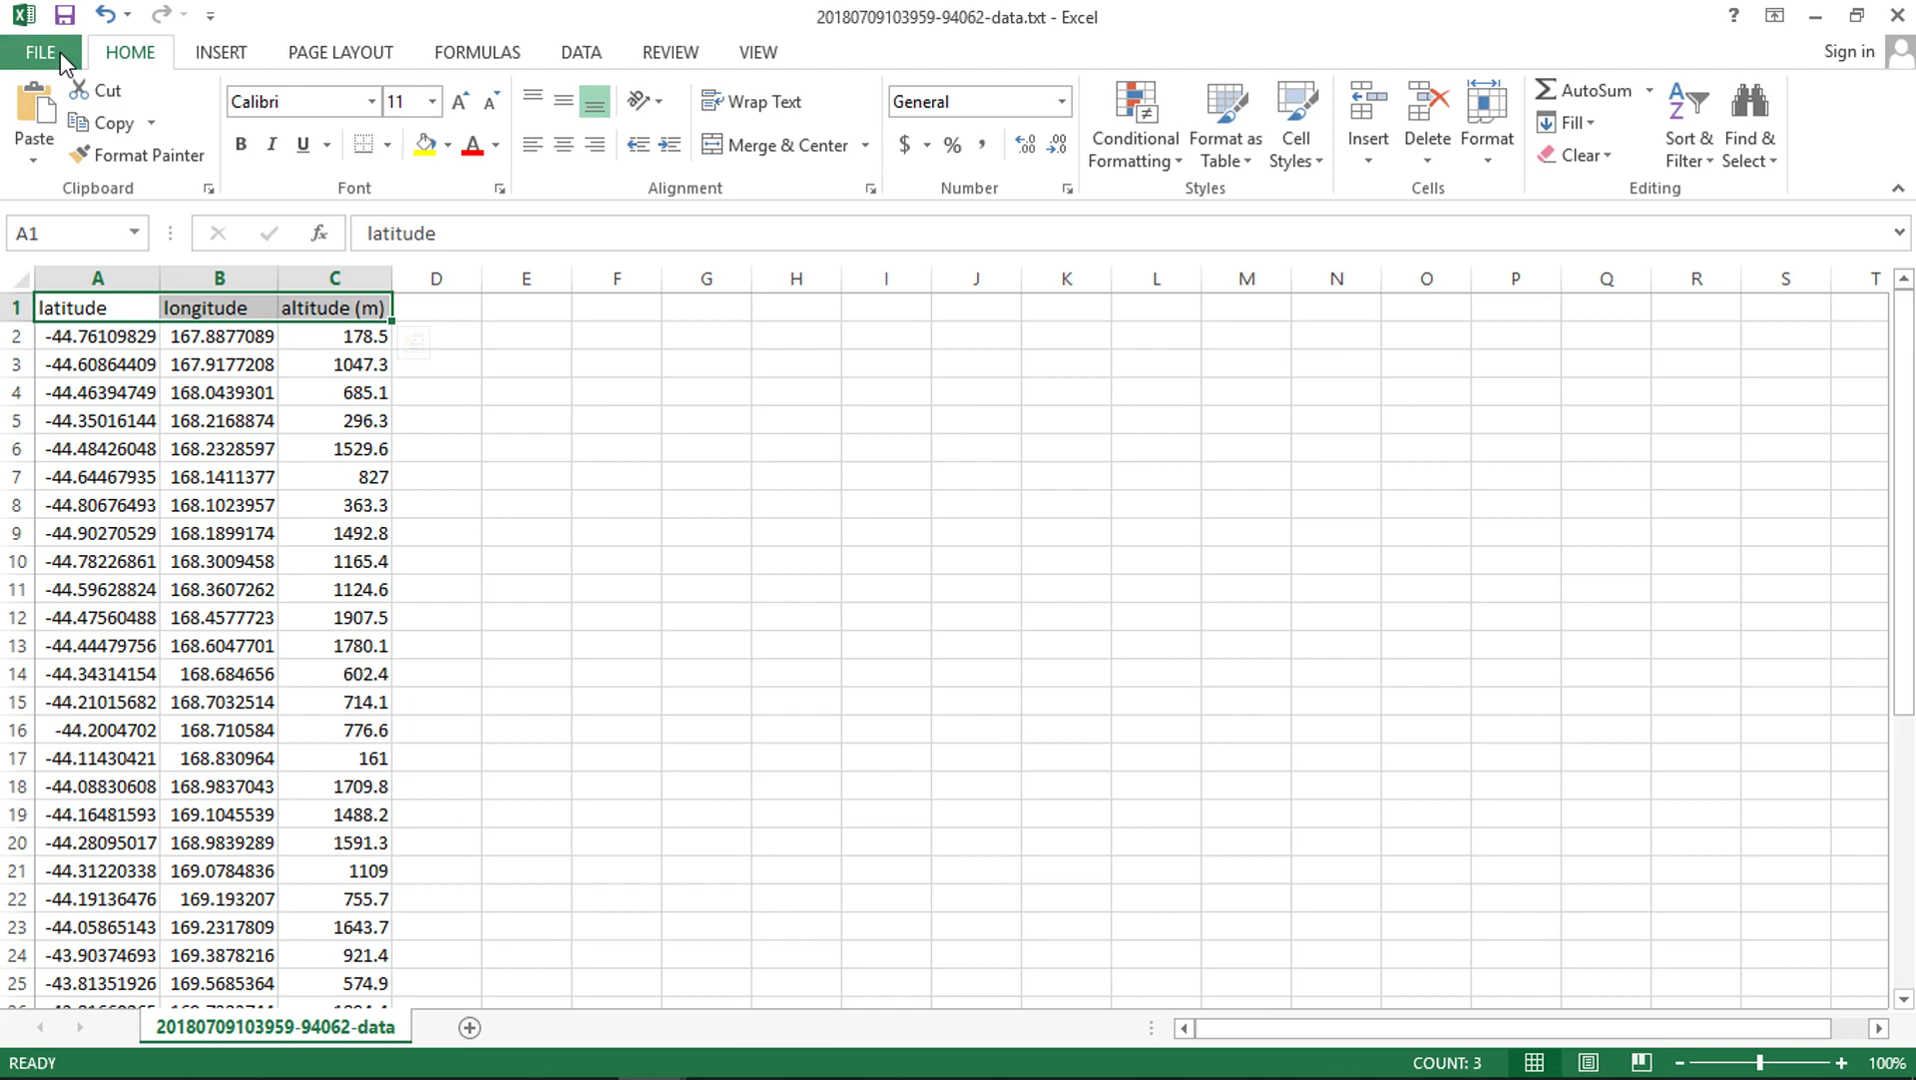 20180709103959-94062-data.txt - Excel
FILE HOME INSERT PAGE LAYOUT FORMULAS DATA REVIEW VIEW Sign in
Paste
Cut
Copy
Format Painter
Clipboard
Calibri 11
B I U
Font
Wrap Text
Merge & Center
Alignment
General
$ % ,
Number
Conditional Formatting
Format as Table
Cell Styles
Styles
Insert
Delete
Format
Cells
AutoSum
Fill
Clear
Sort & Filter
Find & Select
Editing
A1 fx latitude
A B C D E F G H I J K L M N O P Q R S T
1 latitude longitude altitude (m)
2 -44.76109829 167.8877089 178.5
3 -44.60864409 167.9177208 1047.3
4 -44.46394749 168.0439301 685.1
5 -44.35016144 168.2168874 296.3
6 -44.48426048 168.2328597 1529.6
7 -44.64467935 168.1411377 827
8 -44.80676493 168.1023957 363.3
9 -44.90270529 168.1899174 1492.8
10 -44.78226861 168.3009458 1165.4
11 -44.59628824 168.3607262 1124.6
12 -44.47560488 168.4577723 1907.5
13 -44.44479756 168.6047701 1780.1
14 -44.34314154 168.684656 602.4
15 -44.21015682 168.7032514 714.1
16 -44.2004702 168.710584 776.6
17 -44.11430421 168.830964 161
18 -44.08830608 168.9837043 1709.8
19 -44.16481593 169.1045539 1488.2
20 -44.28095017 168.9839289 1591.3
21 -44.31220338 169.0784836 1109
22 -44.19136476 169.193207 755.7
23 -44.05865143 169.2317809 1643.7
24 -43.90374693 169.3878216 921.4
25 -43.81351926 169.5685364 574.9
20180709103959-94062-data
READY COUNT: 3 100%